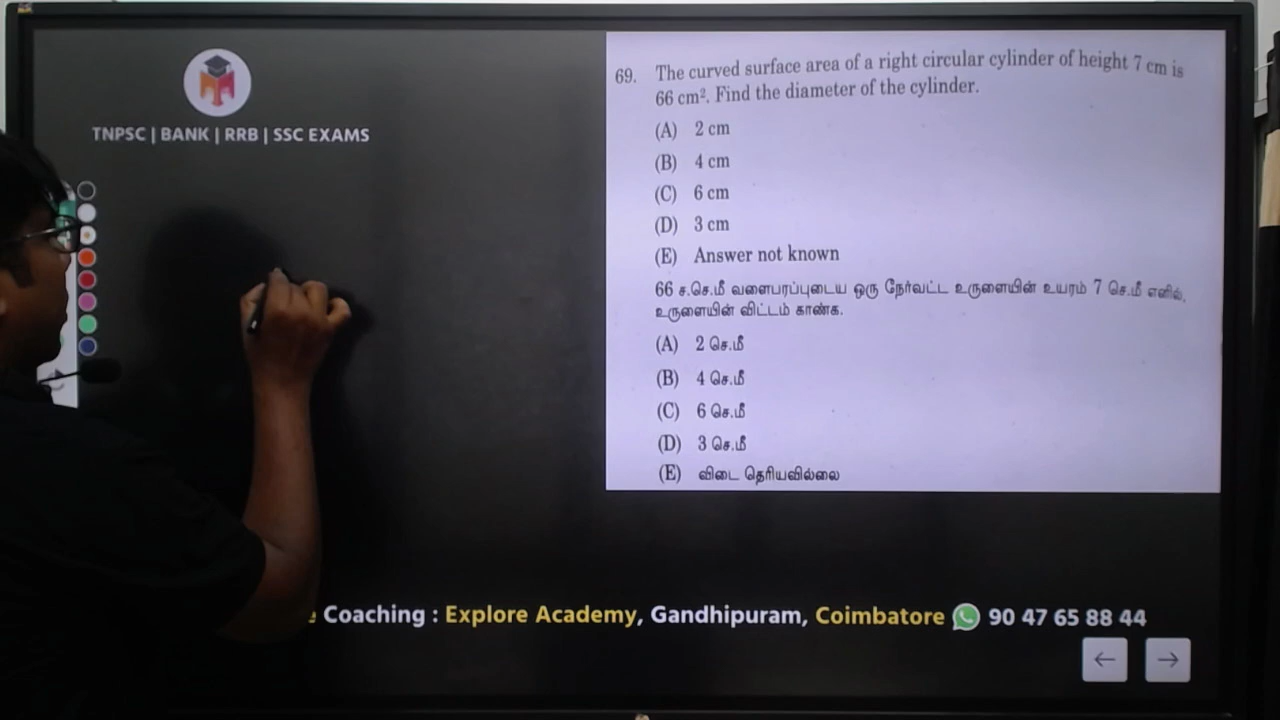 TNPSC | BANK | RRB | SSC EXAMS
69. The curved surface area of a right circular cylinder of height 7 cm is
66 cm². Find the diameter of the cylinder.
(A) 2 cm
(B) 4 cm
(C) 6 cm
(D) 3 cm
(E) Answer not known
66 ச.செ.மீ வளைபரப்புடைய ஒரு நேர்வட்ட உருளையின் உயரம் 7 செ.மீ எனில்,
உருளையின் விட்டம் காண்க.
(A) 2 செ.மீ
(B) 4 செ.மீ
(C) 6 செ.மீ
(D) 3 செ.மீ
(E) விடை தெரியவில்லை
Coaching : Explore Academy, Gandhipuram, Coimbatore 90 47 65 88 44